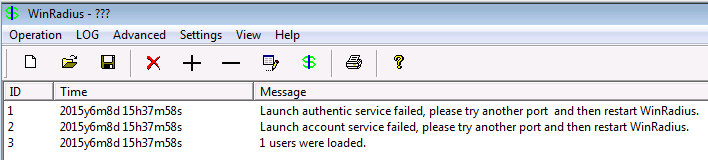 WinRadius - ???
Operation LOG Advanced Settings View Help
ID Time Message
1 2015y6m8d 15h37m58s Launch authentic service failed, please try another port and then restart WinRadius.
2 2015y6m8d 15h37m58s Launch account service failed, please try another port and then restart WinRadius.
3 2015y6m8d 15h37m58s 1 users were loaded.